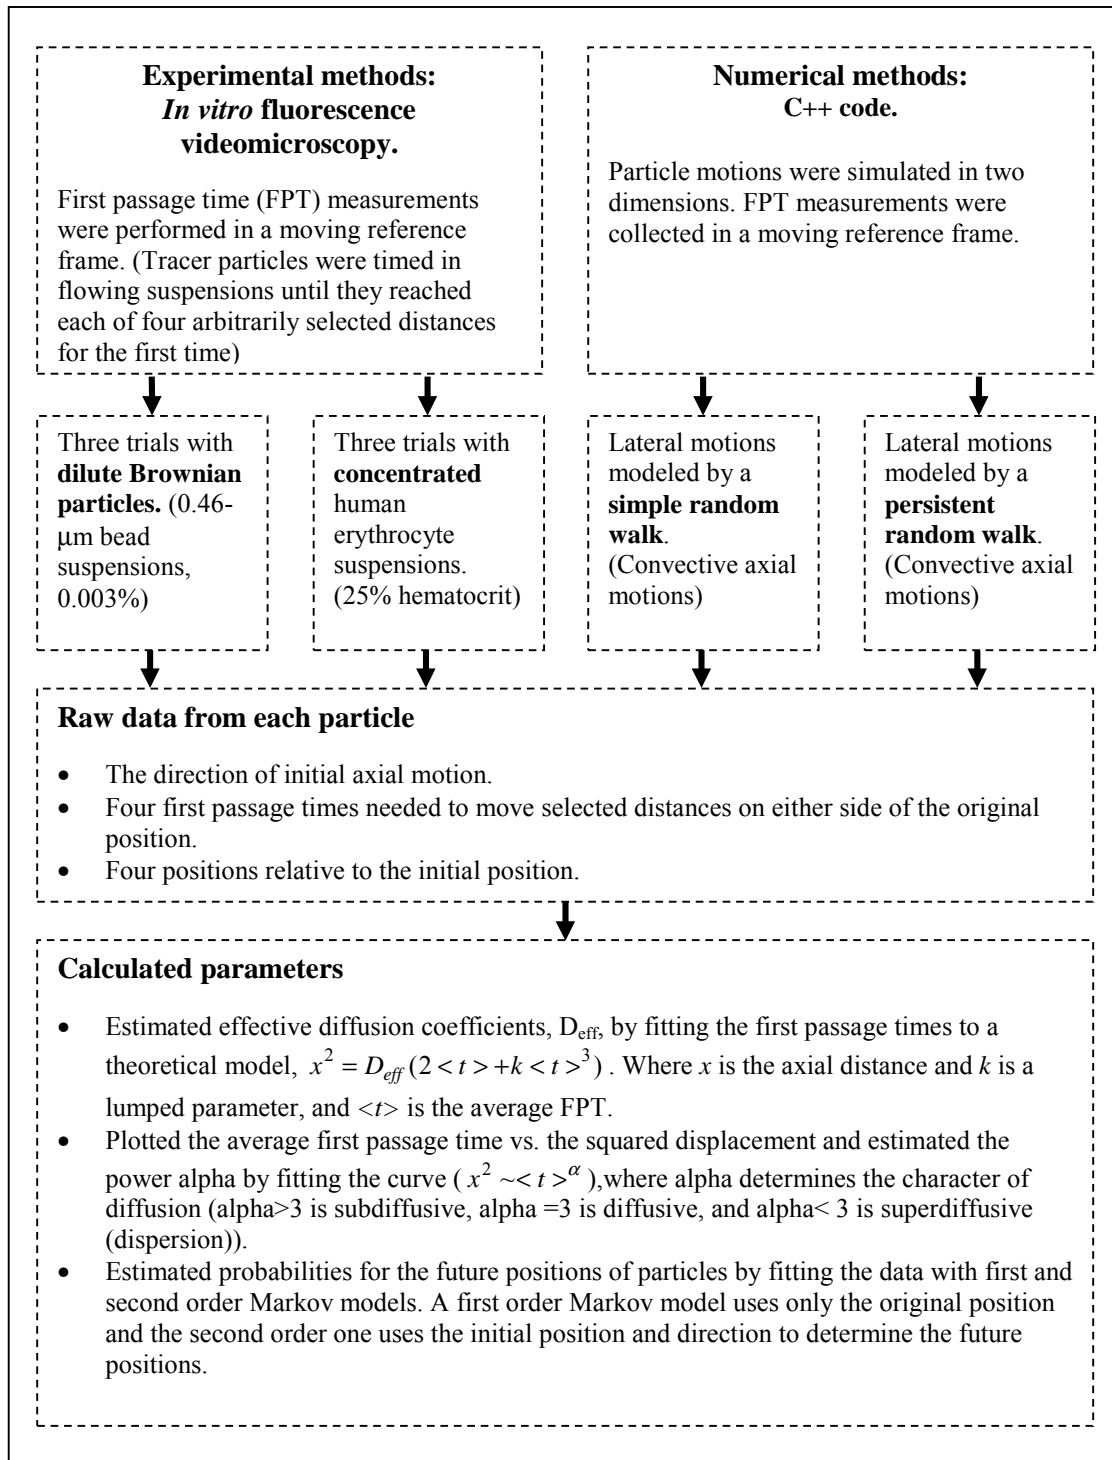 Experimental methods:
In vitro fluorescence
videomicroscopy.
First passage time (FPT) measurements
were performed in a moving reference
frame. (Tracer particles were timed in
flowing suspensions until they reached
each of four arbitrarily selected distances
for the first time)
Numerical methods:
C++ code.
Particle motions were simulated in two
dimensions. FPT measurements were
collected in a moving reference frame.
Three trials with
dilute Brownian
particles. (0.46-
μm bead
suspensions,
0.003%)
Three trials with
concentrated
human
erythrocyte
suspensions.
(25% hematocrit)
Lateral motions
modeled by a
simple random
walk.
(Convective axial
motions)
Lateral motions
modeled by a
persistent
random walk.
(Convective axial
motions)
Raw data from each particle
• The direction of initial axial motion.
• Four first passage times needed to move selected distances on either side of the original
position.
• Four positions relative to the initial position.
Calculated parameters
• Estimated effective diffusion coefficients, D_eff, by fitting the first passage times to a
theoretical model, x² = D_eff (2 < t > +k < t >³) . Where x is the axial distance and k is a
lumped parameter, and <t> is the average FPT.
• Plotted the average first passage time vs. the squared displacement and estimated the
power alpha by fitting the curve ( x² ~< t >^α ),where alpha determines the character of
diffusion (alpha>3 is subdiffusive, alpha =3 is diffusive, and alpha< 3 is superdiffusive
(dispersion)).
• Estimated probabilities for the future positions of particles by fitting the data with first and
second order Markov models. A first order Markov model uses only the original position
and the second order one uses the initial position and direction to determine the future
positions.